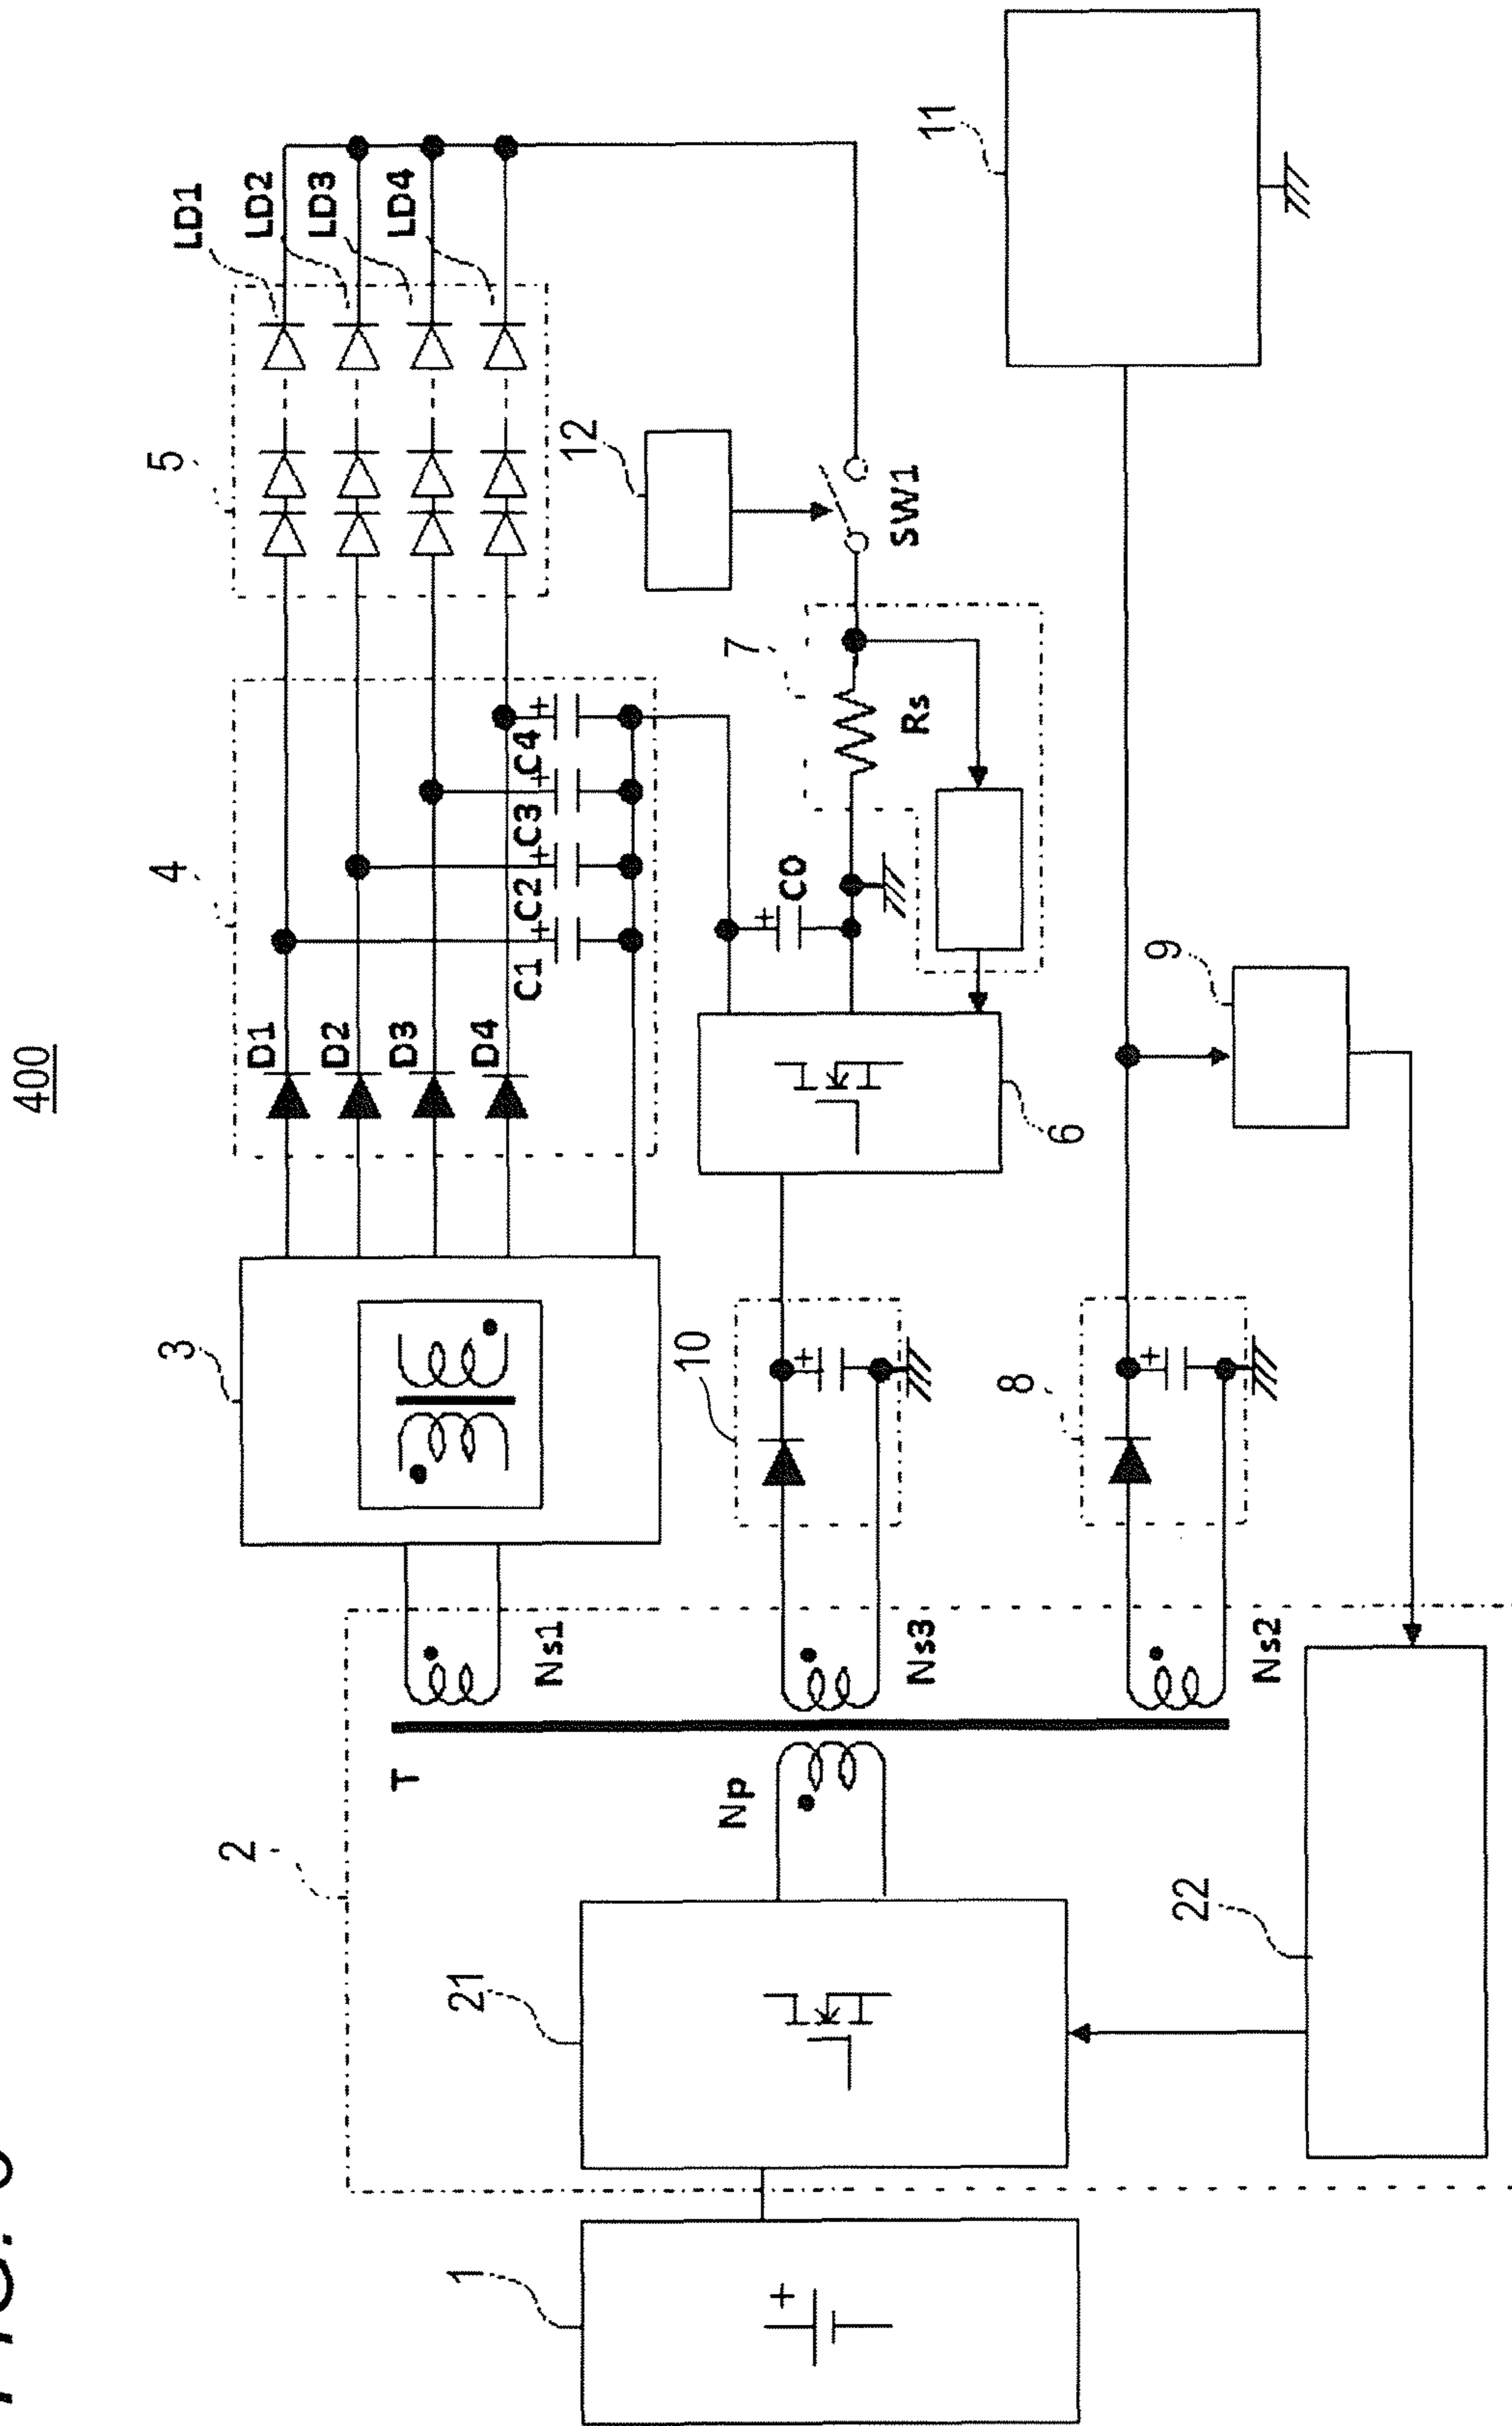 400
1
2
21
22
T
Np
Ns1
Ns3
Ns2
3
10
8
4
D1
D2
D3
D4
C1
C2
C3
C4
+
+
+
+
5
LD1
LD2
LD3
LD4
12
SW1
7
Rs
C0
+
6
9
11
+
+
+